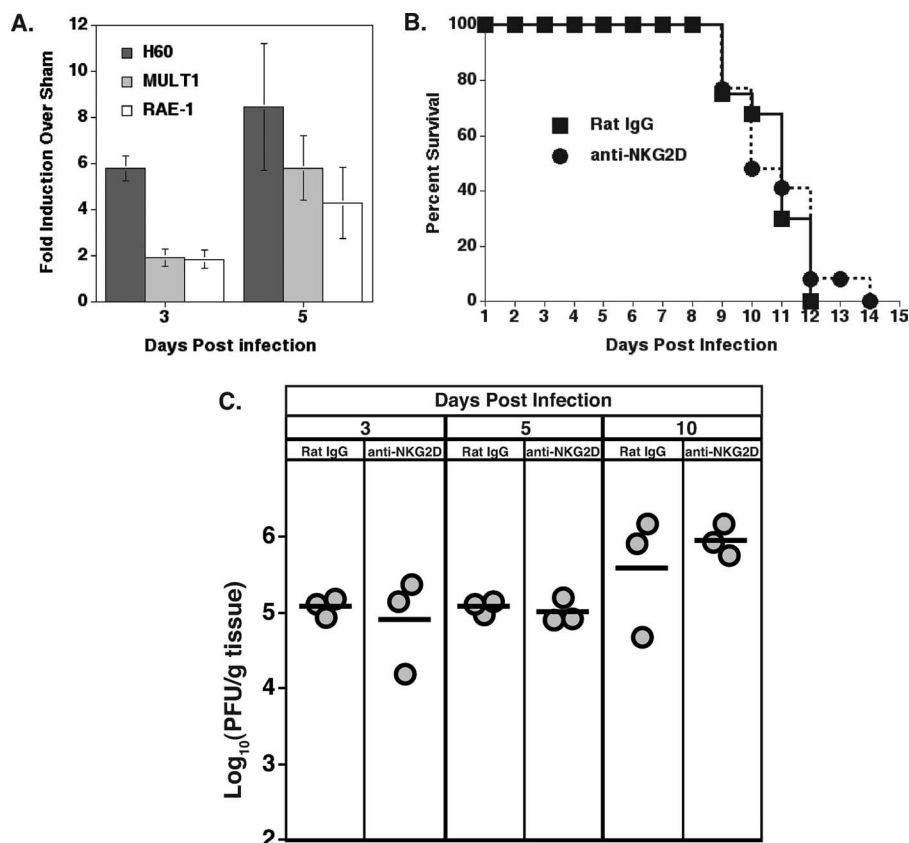 A.
12
10
8
6
4
2
0
Fold Induction Over Sham
H60
MULT1
RAE-1
3 5
Days Post infection
B.
100
80
60
40
20
0
Percent Survival
Rat IgG
anti-NKG2D
1 2 3 4 5 6 7 8 9 10 11 12 13 14 15
Days Post Infection
C.
Days Post Infection
3 5 10
Rat IgG anti-NKG2D Rat IgG anti-NKG2D Rat IgG anti-NKG2D
6
5
4
3
2
Log₁₀(PFU/g tissue)